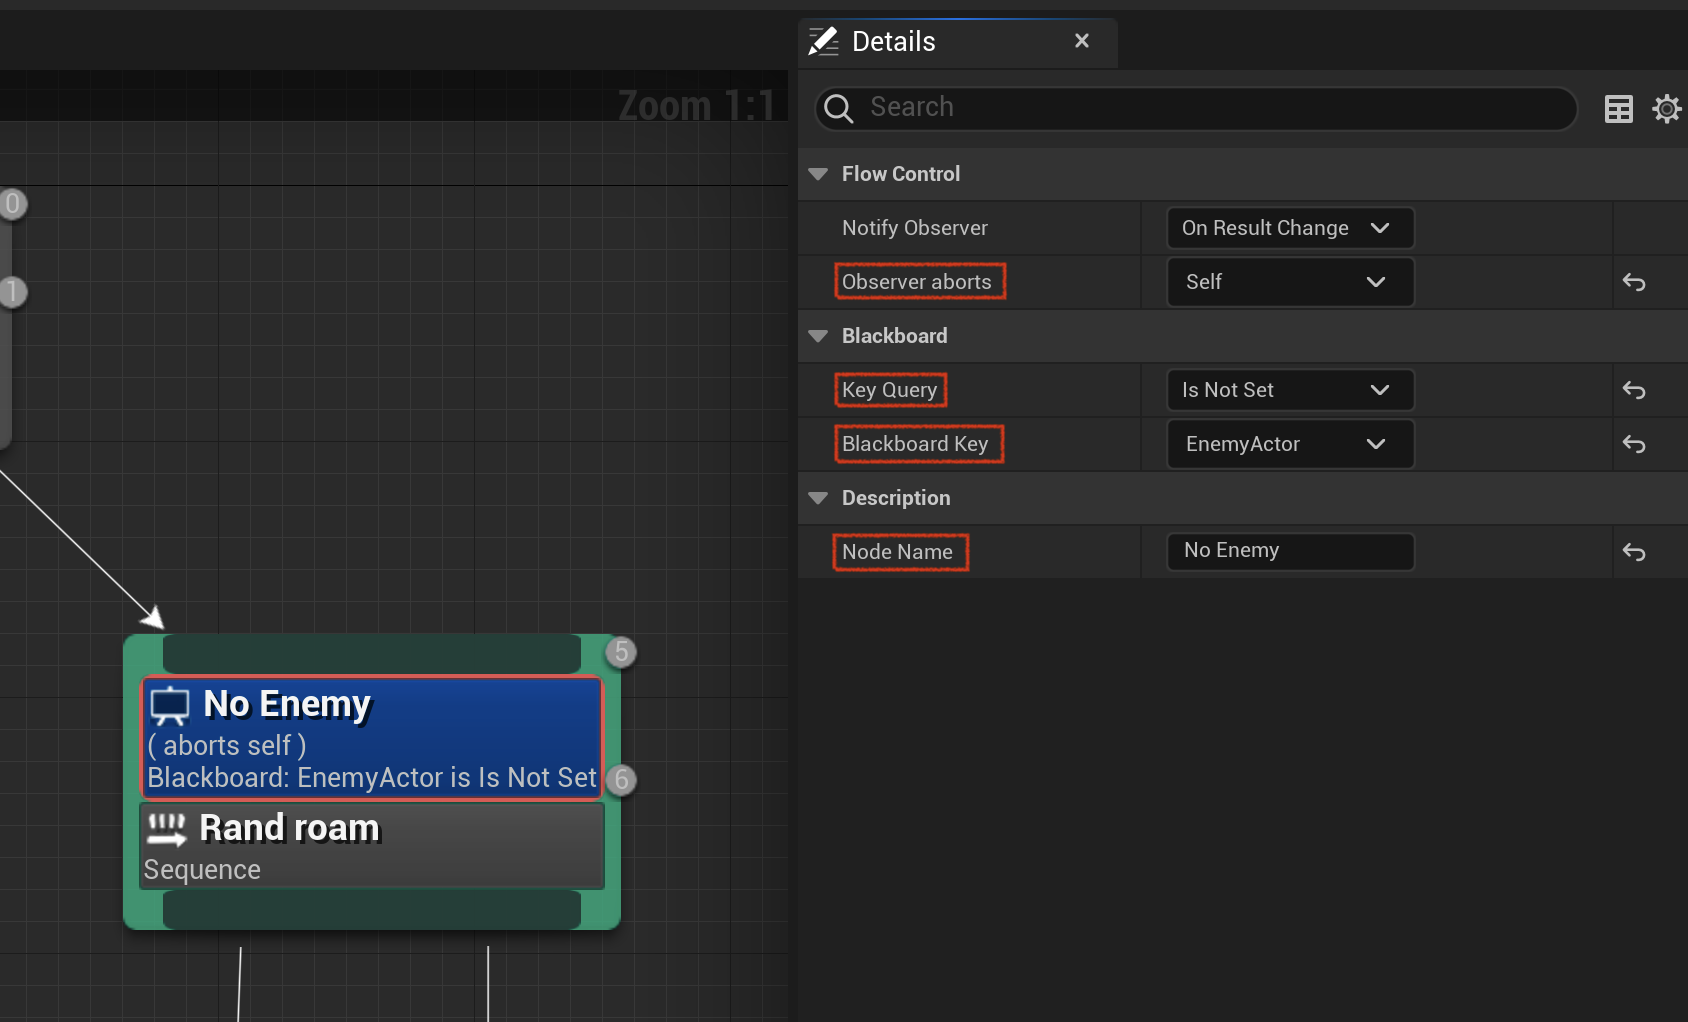 Details
Zoom 1:1
Search
Flow Control
Notify Observer
On Result Change
Observer aborts
Self
Blackboard
Key Query
Is Not Set
Blackboard Key
EnemyActor
Description
Node Name
No Enemy
0
1
5
No Enemy
( aborts self )
Blackboard: EnemyActor is Is Not Set
6
Rand roam
Sequence